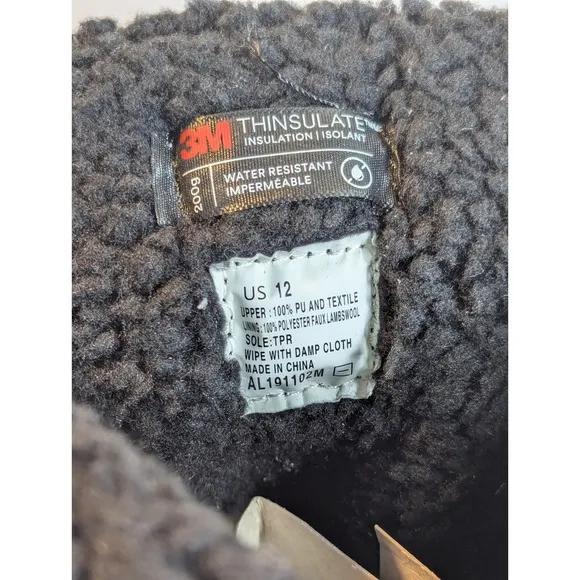 3M THINSULATE
INSULATION | ISOLANT
200g
WATER RESISTANT
IMPERMÉABLE
US 12
UPPER : 100% PU AND TEXTILE
LINING : 100% POLYESTER FAUX LAMBSWOOL
SOLE:TPR
WIPE WITH DAMP CLOTH
MADE IN CHINA
AL191102M